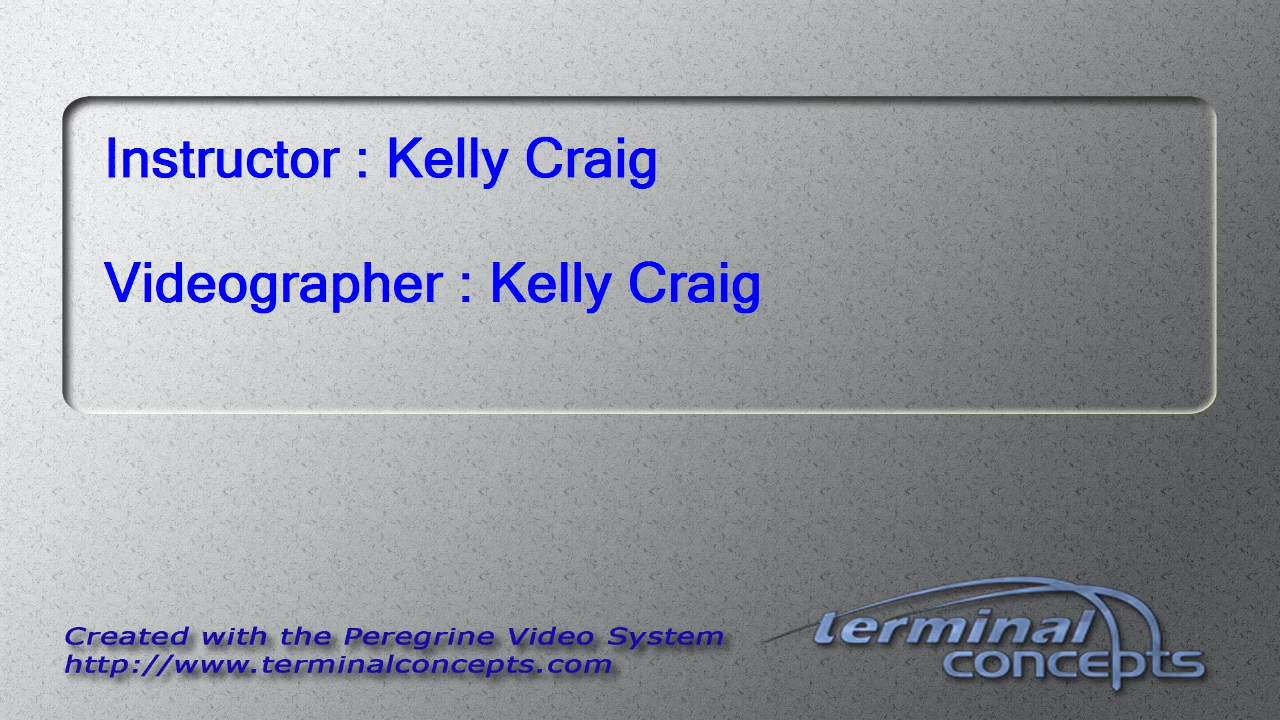 Instructor : Kelly Craig
Videographer : Kelly Craig
Created with the Peregrine Video System
http://www.terminalconcepts.com
terminal
concepts